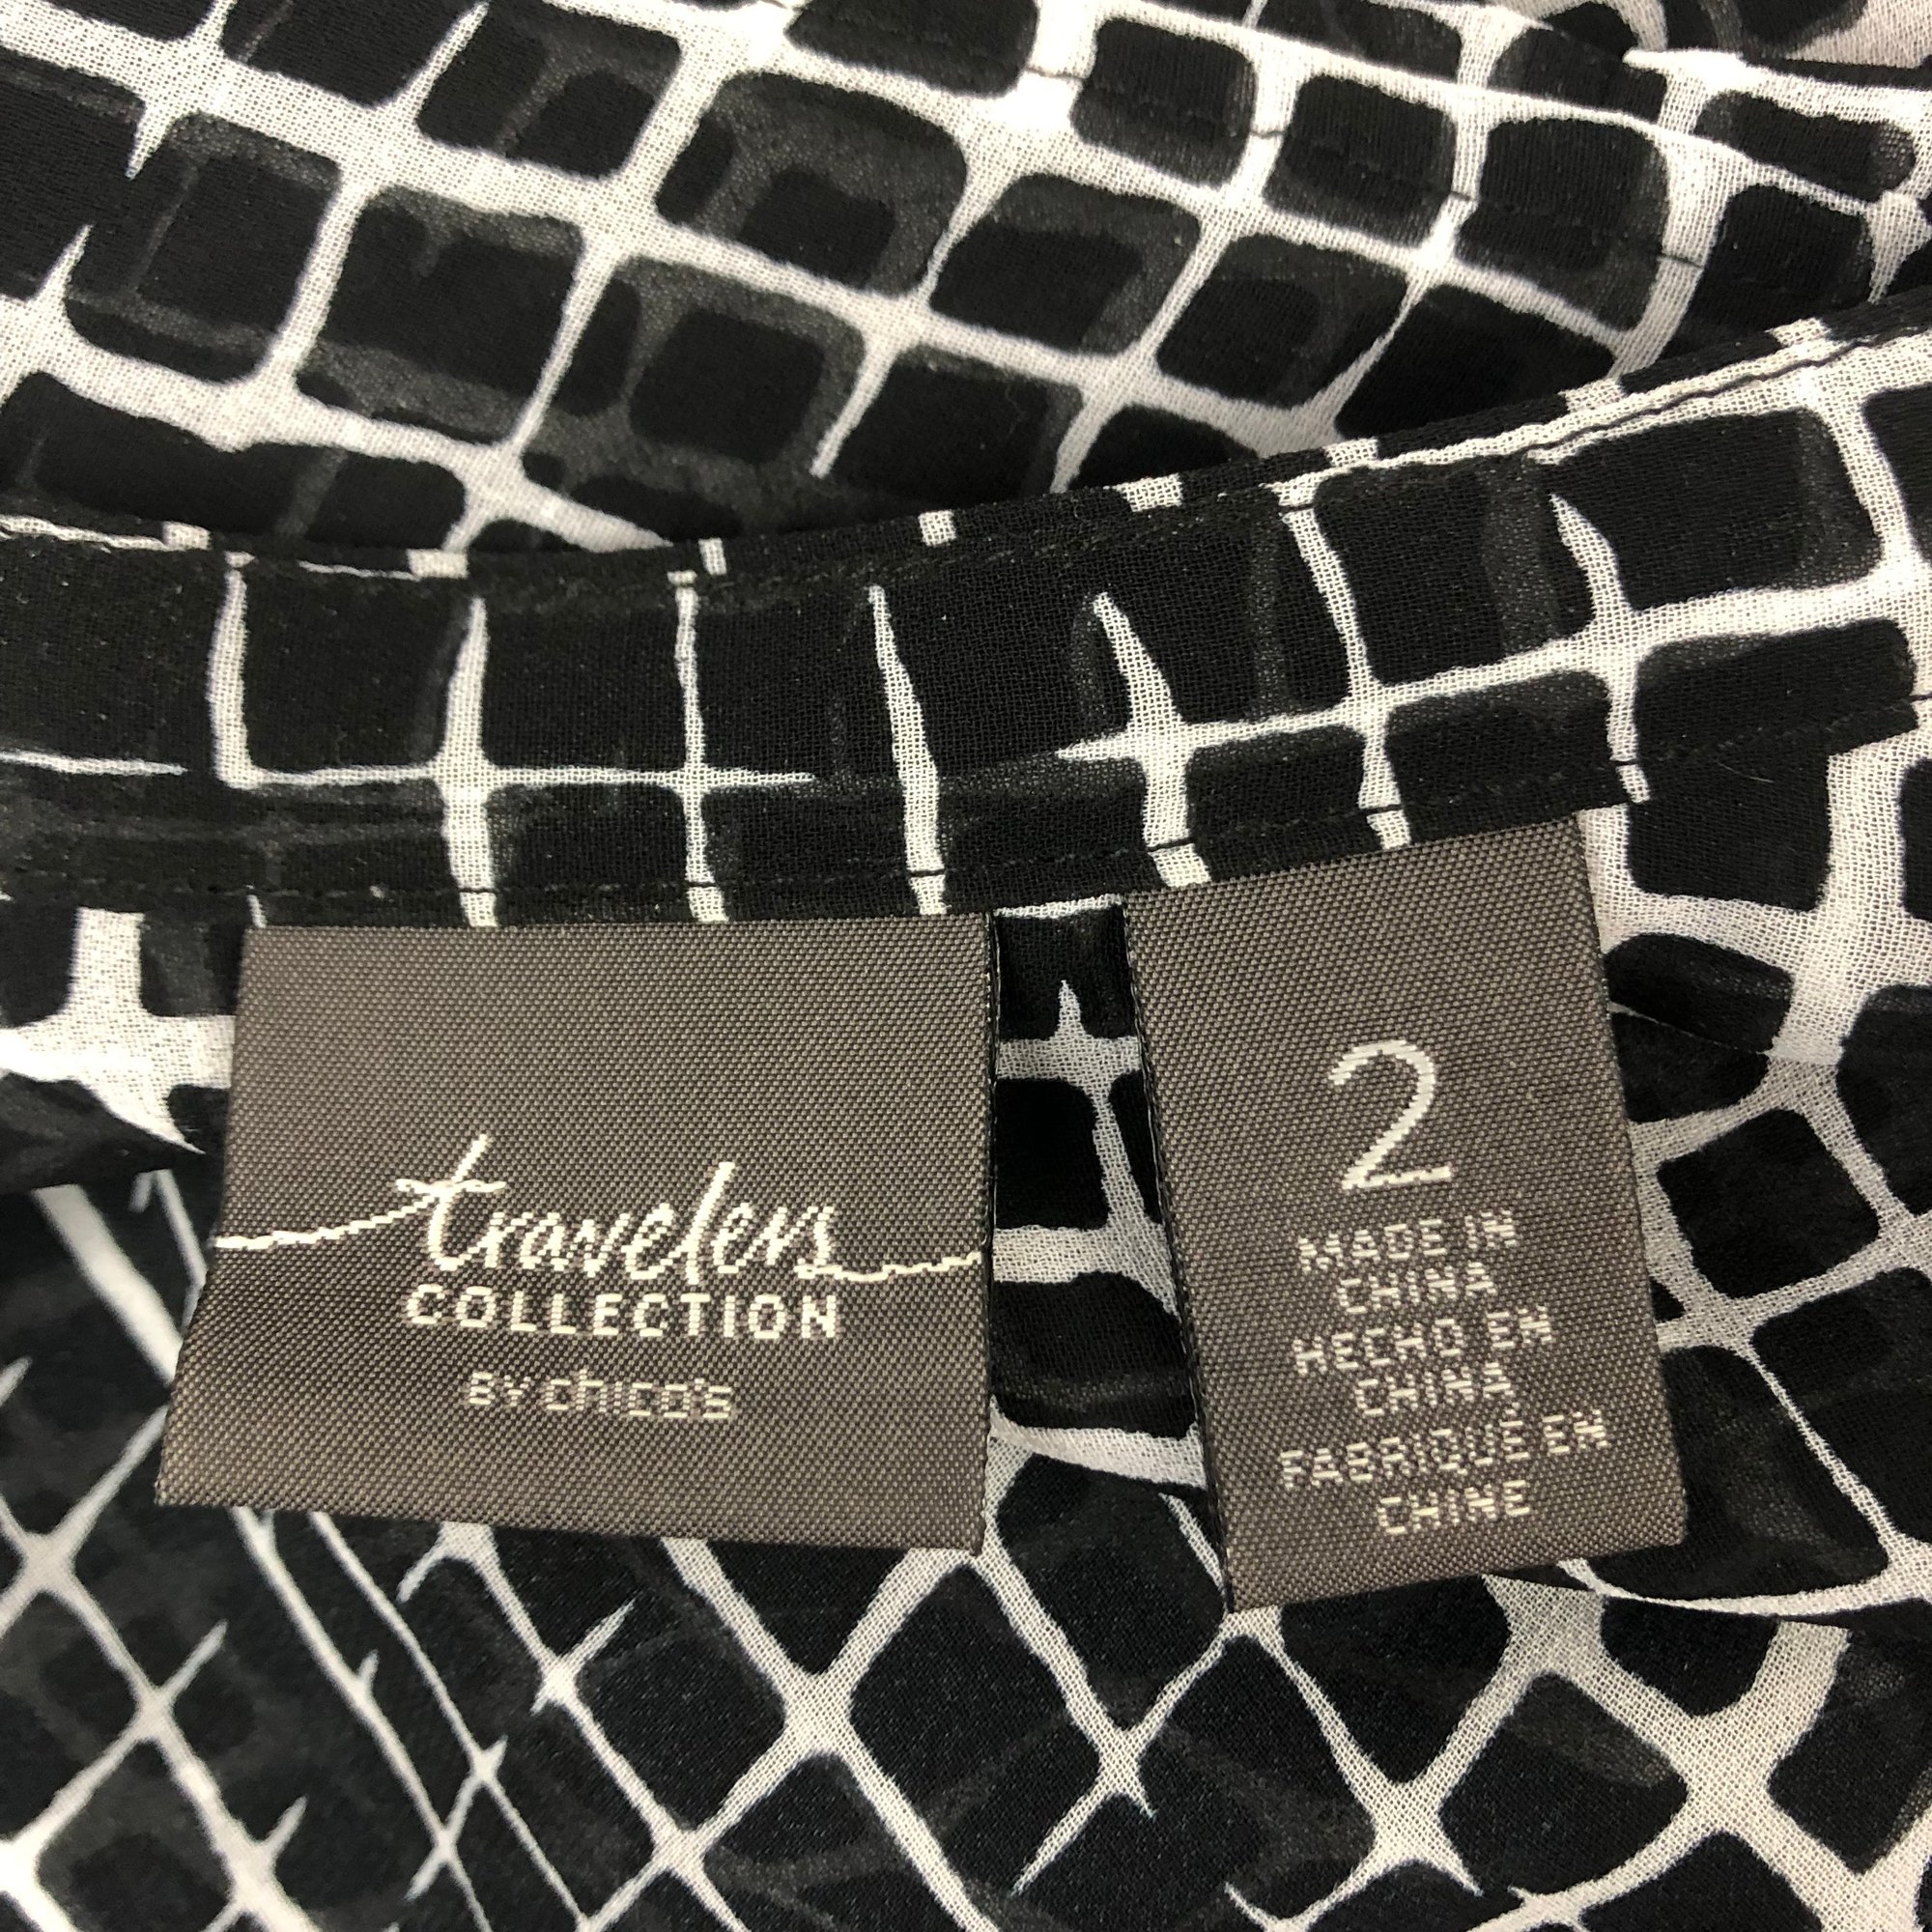 travelers
COLLECTION
BY chico's
2
MADE IN
CHINA
HECHO EN
CHINA
FABRIQUÉ EN
CHINE